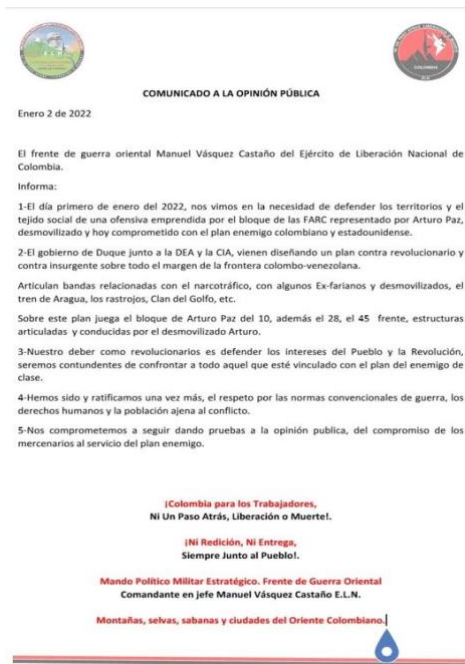 COLOMBIA
COMUNICADO A LA OPINIÓN PÚBLICA
Enero 2 de 2022
El frente de guerra oriental Manuel Vásquez Castaño del Ejército de Liberación Nacional de
Colombia.
Informa:
1-El día primero de enero del 2022, nos vimos en la necesidad de defender los territorios y el
tejido social de una ofensiva emprendida por el bloque de las FARC representado por Arturo Paz,
desmovilizado y hoy comprometido con el plan enemigo colombiano y estadounidense.
2-El gobierno de Duque junto a la DEA y la CIA, vienen diseñando un plan contra revolucionario y
contra insurgente sobre todo el margen de la frontera colombo-venezolana.
Articulan bandas relacionadas con el narcotráfico, con algunos Ex-farianos y desmovilizados, el
tren de Aragua, los rastrojos, Clan del Golfo, etc.
Sobre este plan juega el bloque de Arturo Paz del 10, además el 28, el 45 frente, estructuras
articuladas y conducidas por el desmovilizado Arturo.
3-Nuestro deber como revolucionarios es defender los intereses del Pueblo y la Revolución,
seremos contundentes de confrontar a todo aquel que esté vinculado con el plan del enemigo de
clase.
4-Hemos sido y ratificamos una vez más, el respeto por las normas convencionales de guerra, los
derechos humanos y la población ajena al conflicto.
5-Nos comprometemos a seguir dando pruebas a la opinión publica, del compromiso de los
mercenarios al servicio del plan enemigo.
¡Colombia para los Trabajadores,
Ni Un Paso Atrás, Liberación o Muerte!.
¡Ni Redición, Ni Entrega,
Siempre Junto al Pueblo!.
Mando Político Militar Estratégico. Frente de Guerra Oriental
Comandante en jefe Manuel Vásquez Castaño E.L.N.
Montañas, selvas, sabanas y ciudades del Oriente Colombiano.